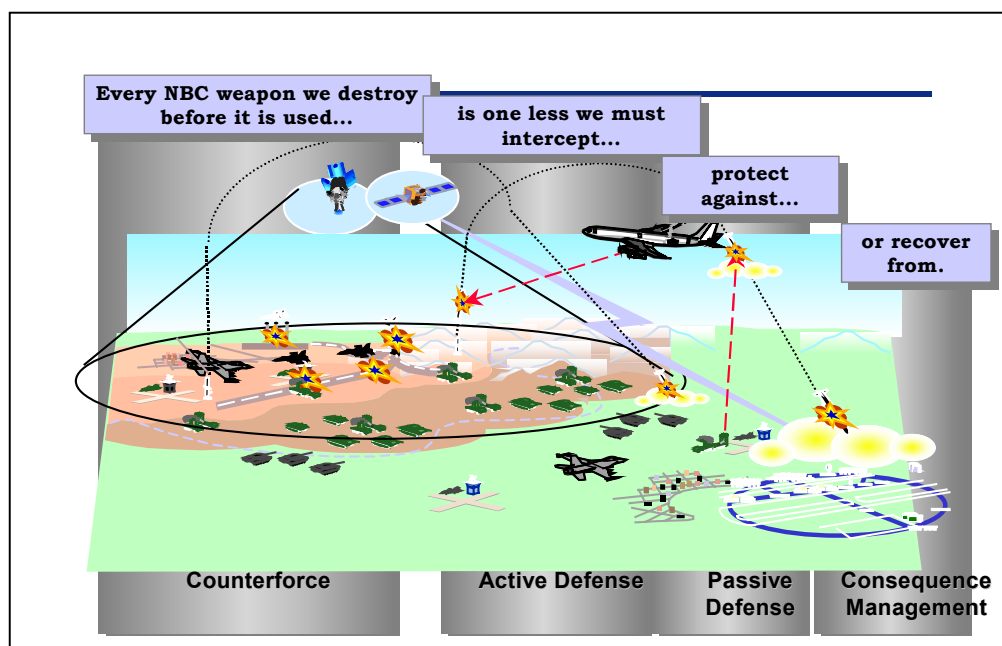 Every NBC weapon we destroy
before it is used...
is one less we must
intercept...
protect
against...
or recover
from.
Counterforce
Active Defense
Passive
Defense
Consequence
Management